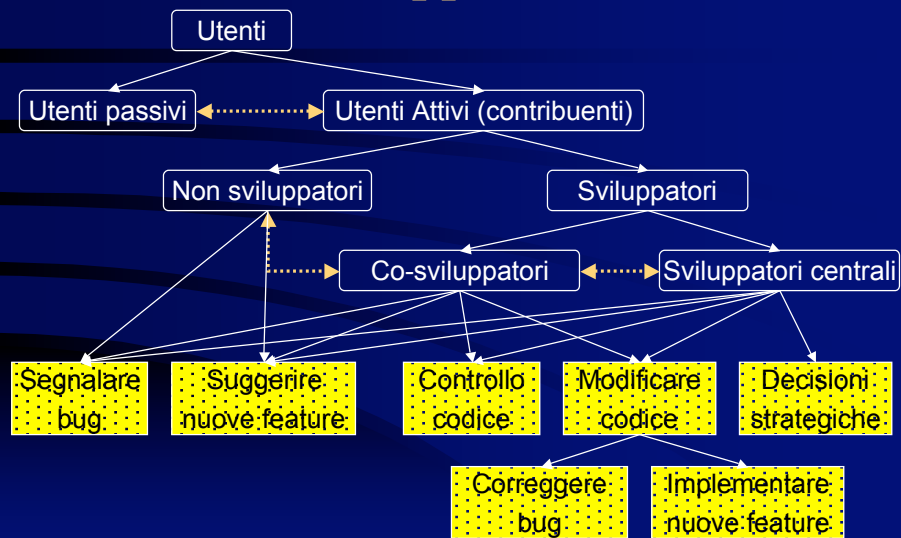 Utenti
Utenti passivi
Utenti Attivi (contribuenti)
Non sviluppatori
Sviluppatori
Co-sviluppatori
Sviluppatori centrali
Segnalare
bug
Suggerire
nuove feature
Controllo
codice
Modificare
codice
Decisioni
strategiche
Correggere
bug
Implementare
nuove feature